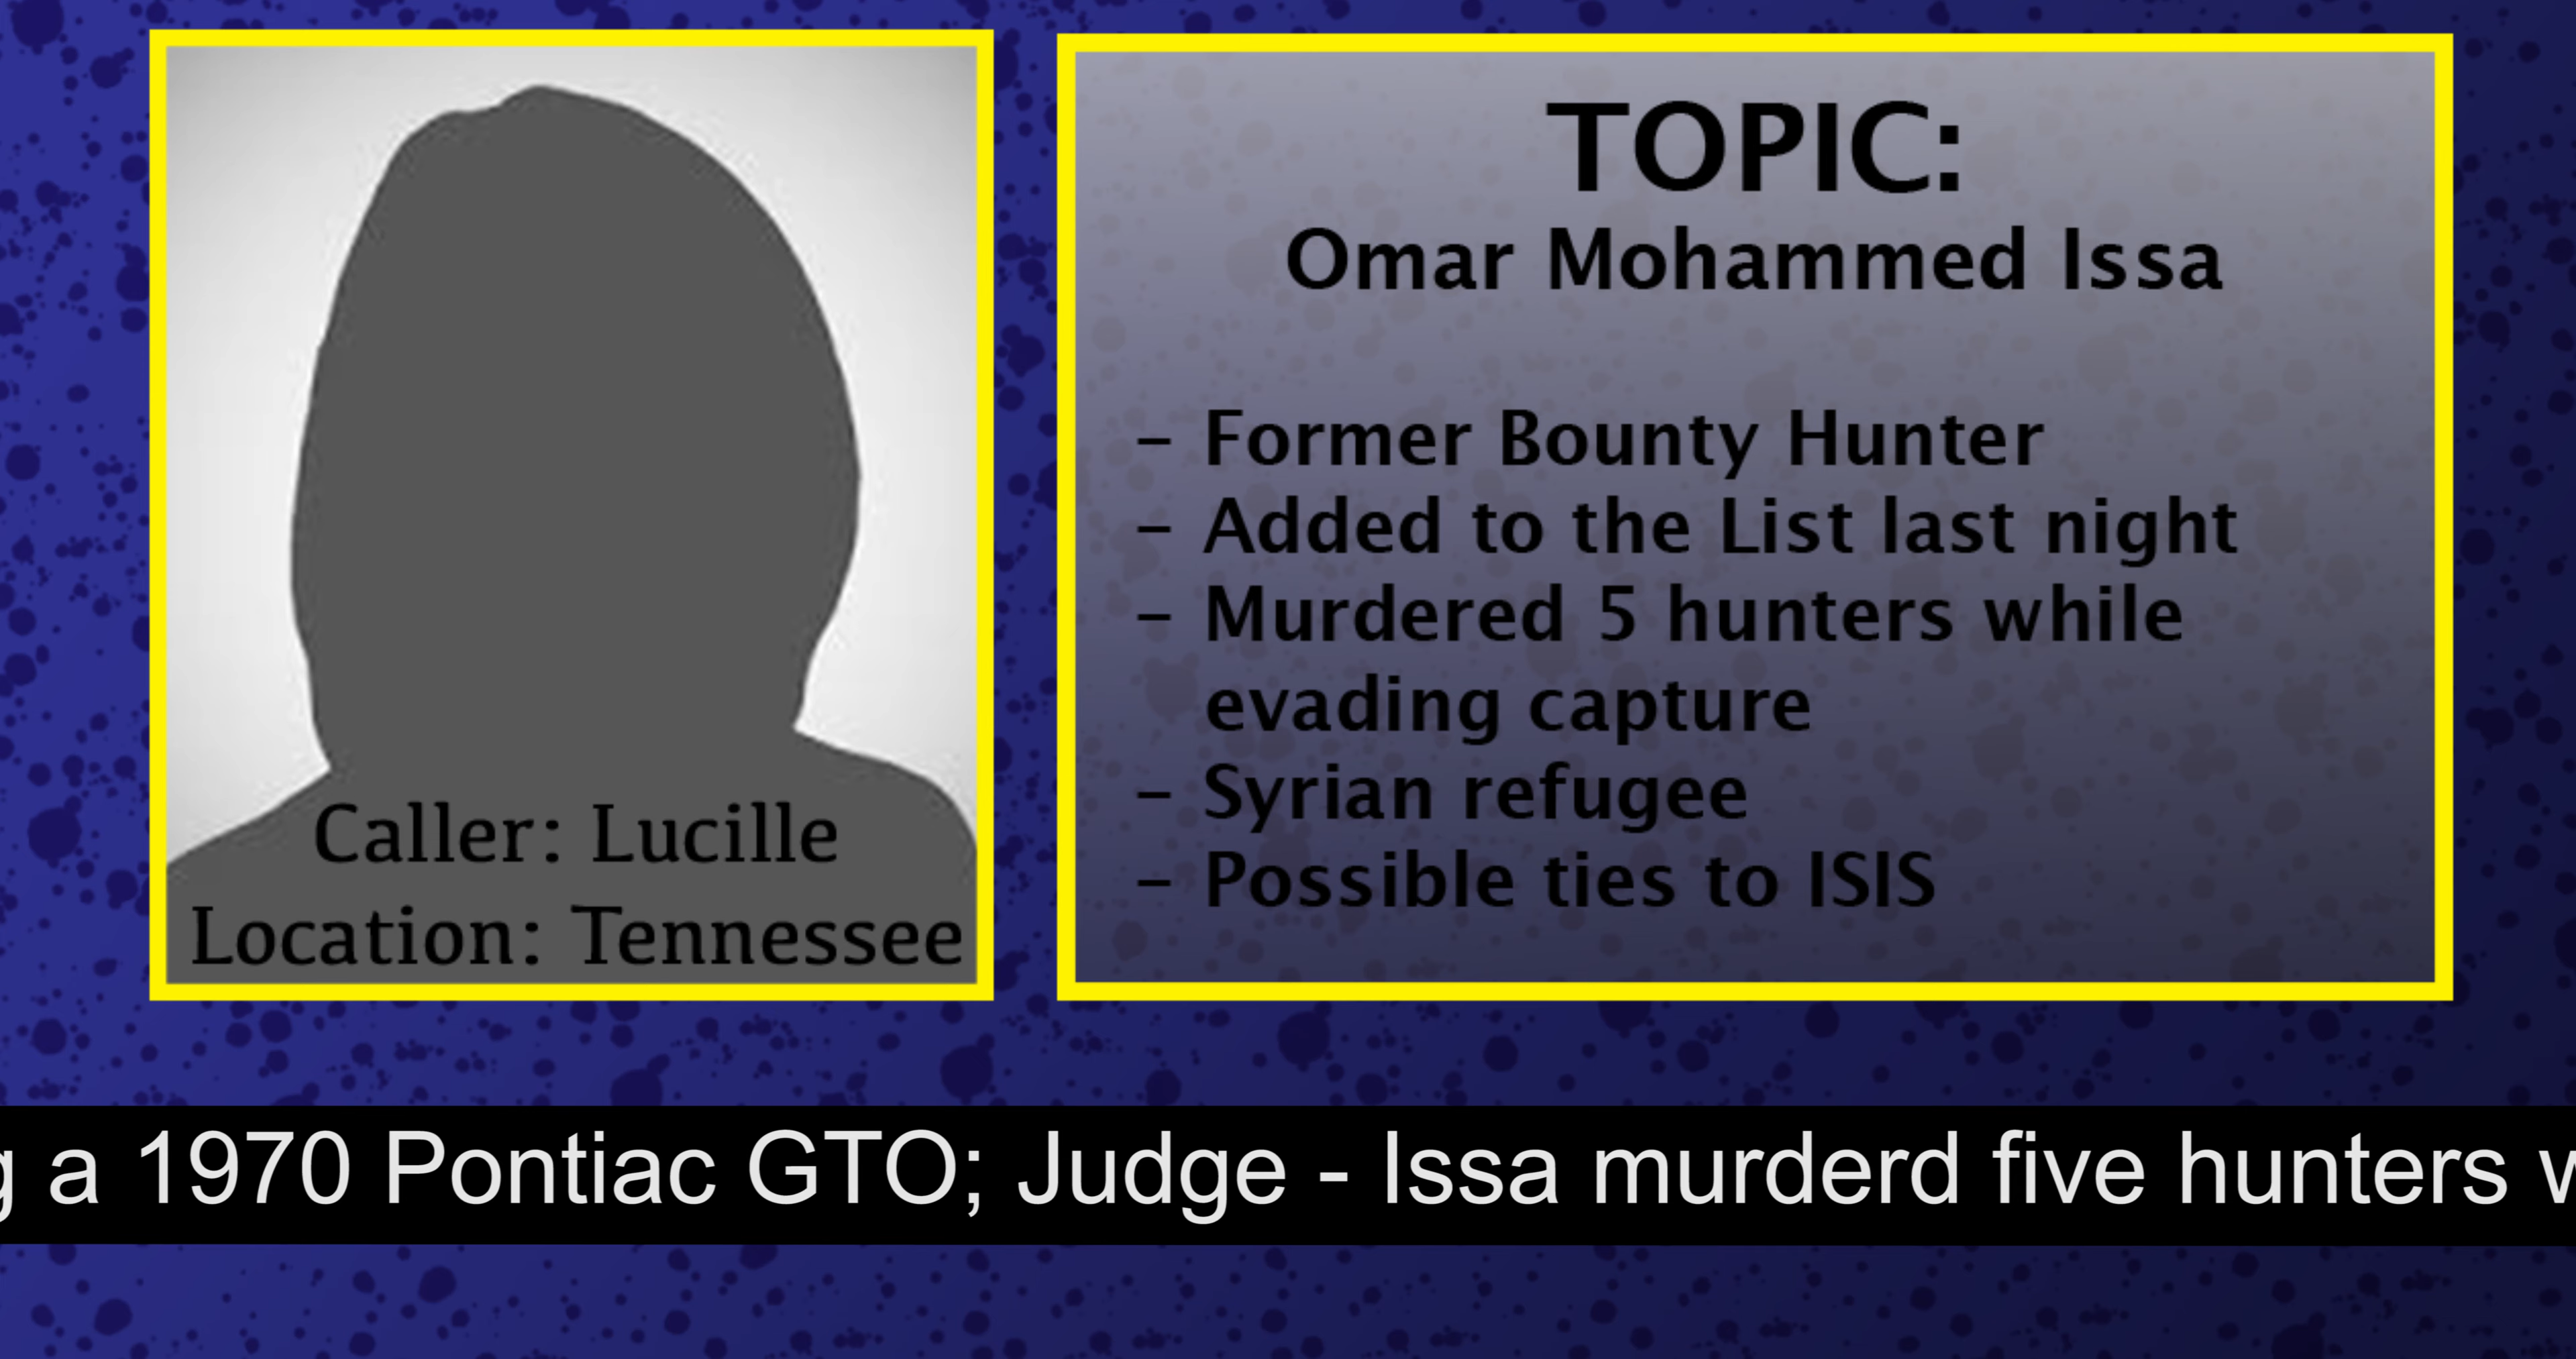 TOPIC:
Omar Mohammed Issa
– Former Bounty Hunter
– Added to the List last night
– Murdered 5 hunters while
evading capture
– Syrian refugee
– Possible ties to ISIS
Caller: Lucille
Location: Tennessee
a 1970 Pontiac GTO; Judge - Issa murderd five hunters